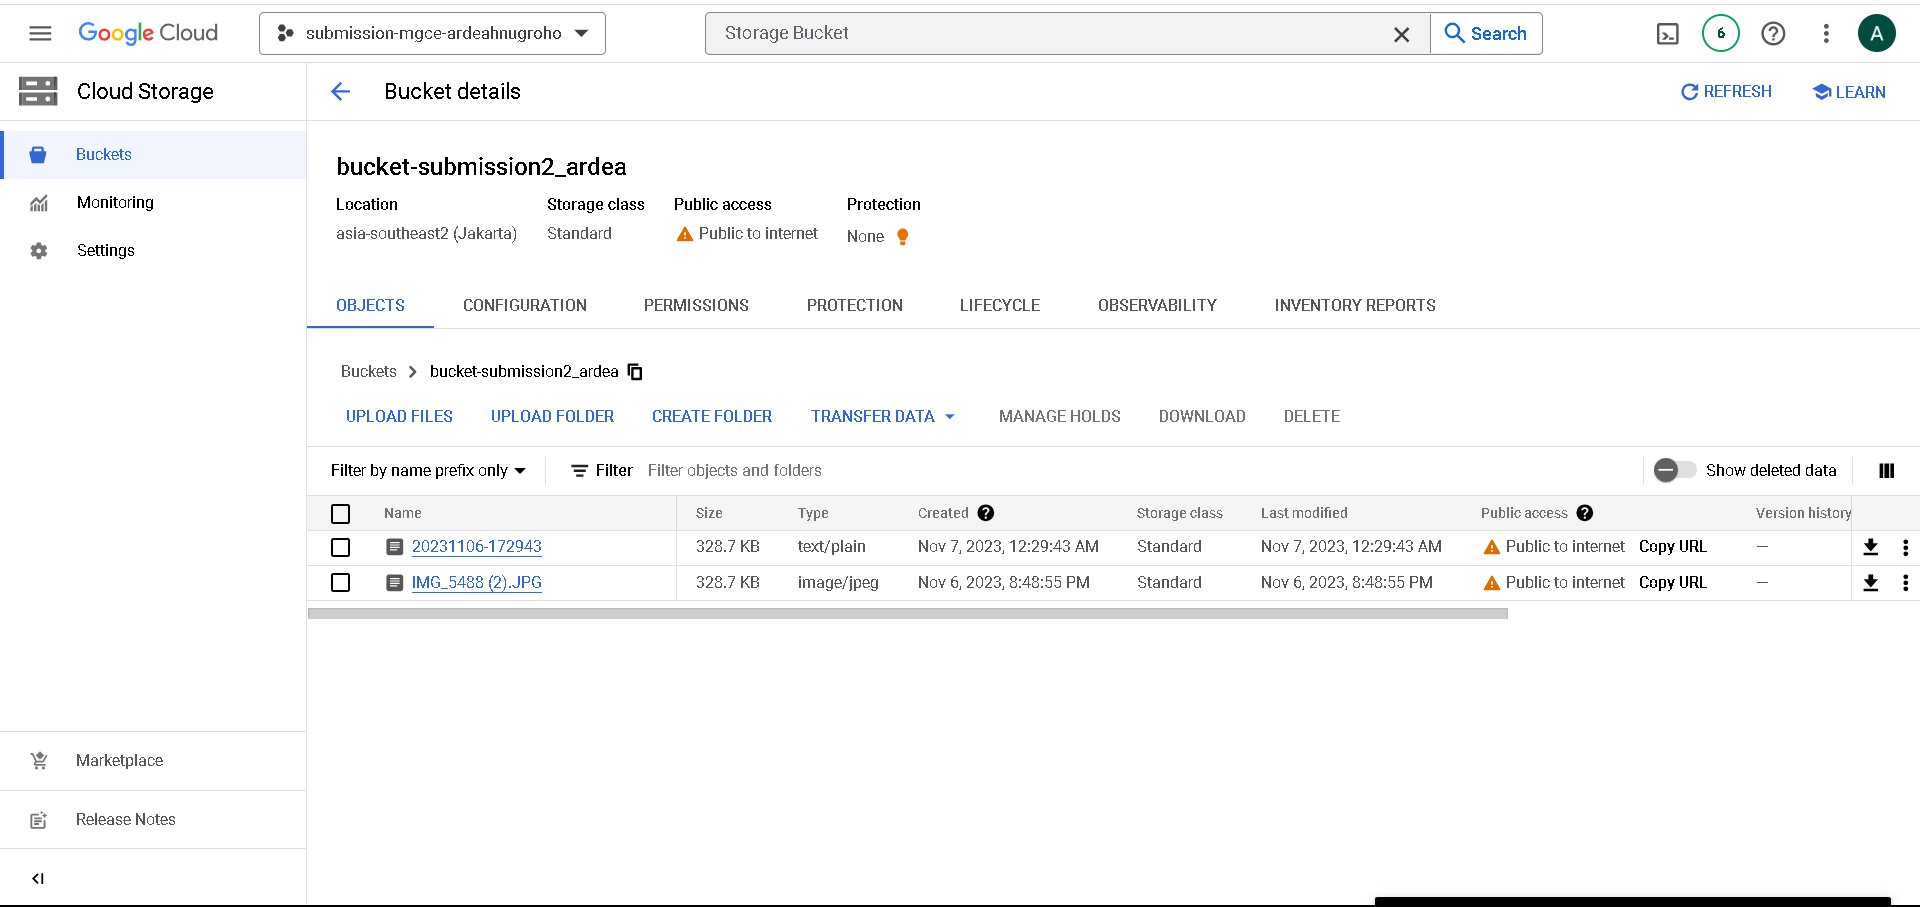 Google Cloud
submission-mgce-ardeahnugroho
Storage Bucket
Search
6
A
Cloud Storage
Bucket details
REFRESH
LEARN
Buckets
Monitoring
Settings
bucket-submission2_ardea
Location
Storage class
Public access
Protection
asia-southeast2 (Jakarta)
Standard
Public to internet
None
OBJECTS
CONFIGURATION
PERMISSIONS
PROTECTION
LIFECYCLE
OBSERVABILITY
INVENTORY REPORTS
Buckets
bucket-submission2_ardea
UPLOAD FILES
UPLOAD FOLDER
CREATE FOLDER
TRANSFER DATA
MANAGE HOLDS
DOWNLOAD
DELETE
Filter by name prefix only
Filter
Filter objects and folders
Show deleted data
Name Size Type Created Storage class Last modified Public access Version history
20231106-172943 328.7 KB text/plain Nov 7, 2023, 12:29:43 AM Standard Nov 7, 2023, 12:29:43 AM Public to internet Copy URL —
IMG_5488 (2).JPG 328.7 KB image/jpeg Nov 6, 2023, 8:48:55 PM Standard Nov 6, 2023, 8:48:55 PM Public to internet Copy URL —
Marketplace
Release Notes